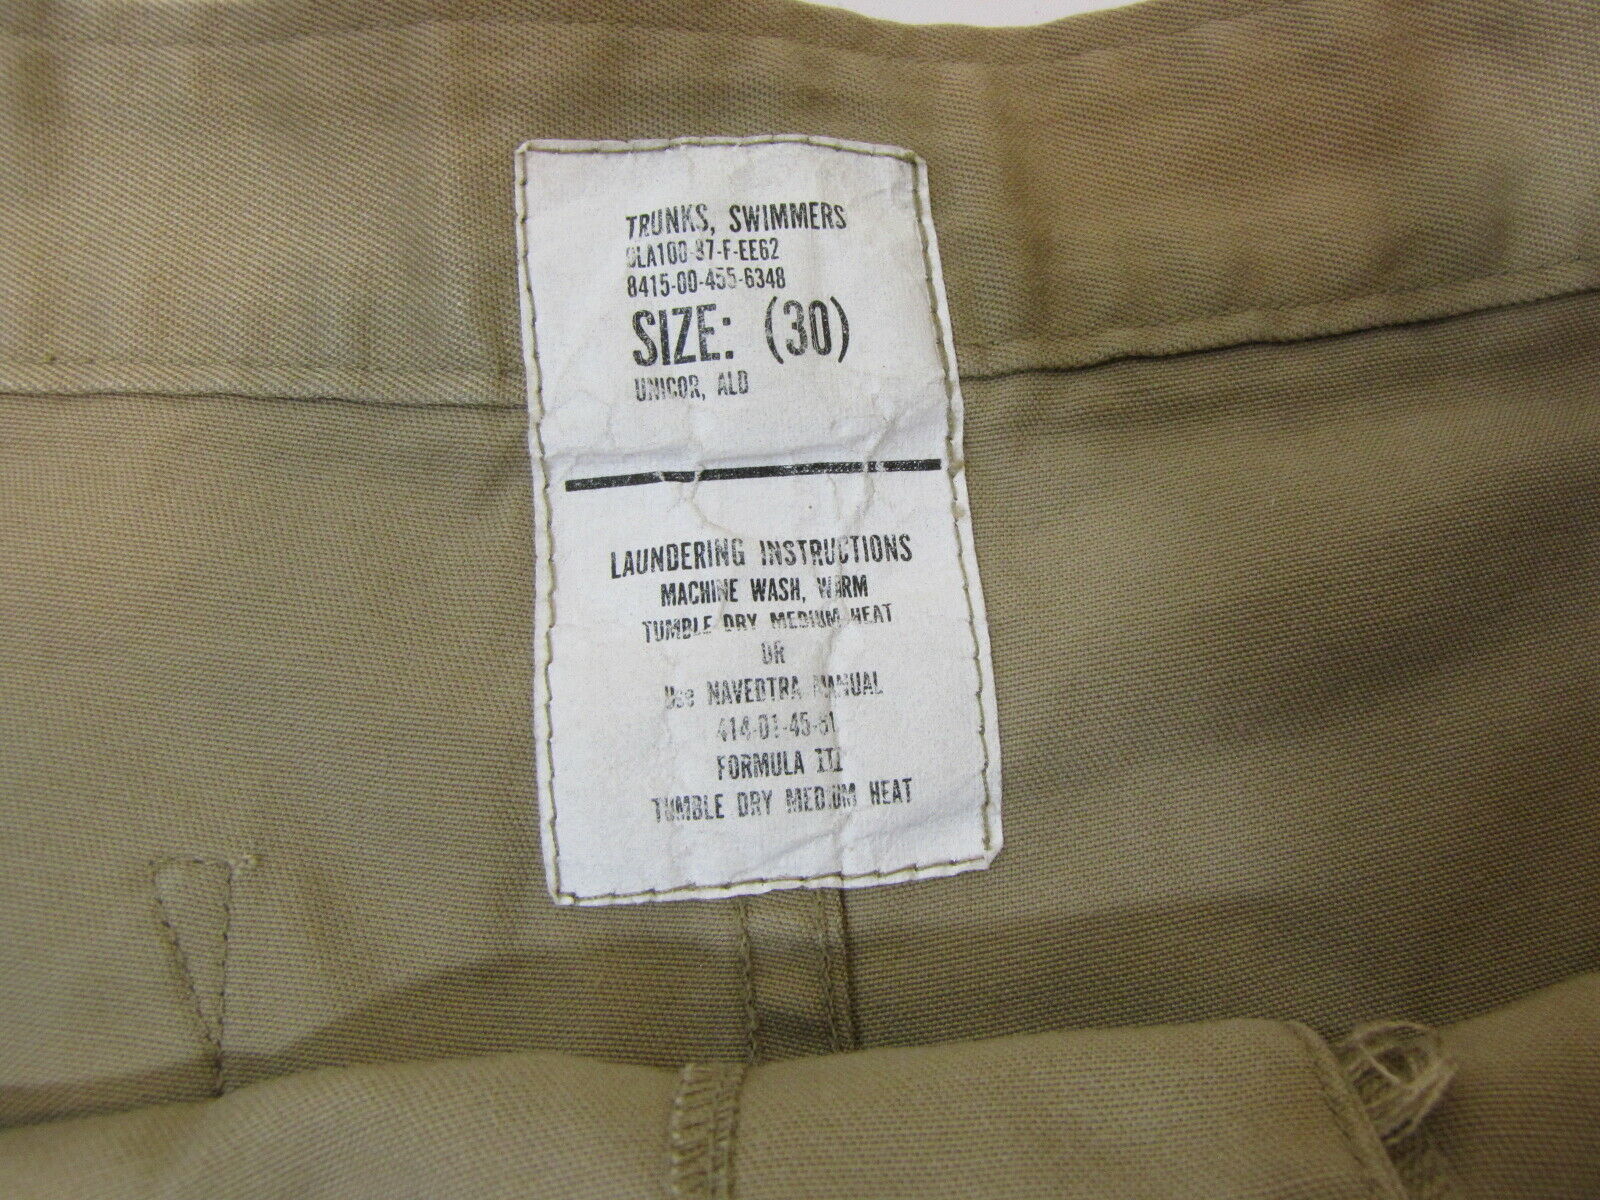 TRUNKS, SWIMMERS
DLA100-87-F-EE62
8415-00-455-6348
SIZE: (30)
UNICOR, ALD
LAUNDERING INSTRUCTIONS
MACHINE WASH, WARM
TUMBLE DRY MEDIUM HEAT
OR
Use NAVEDTRA MANUAL
414-01-45-81
FORMULA III
TUMBLE DRY MEDIUM HEAT